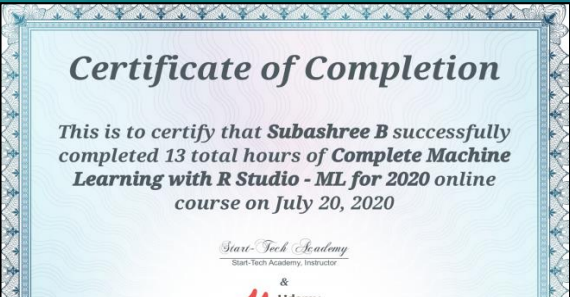 Certificate of Completion
This is to certify that Subashree B successfully
completed 13 total hours of Complete Machine
Learning with R Studio - ML for 2020 online
course on July 20, 2020
Start-Tech Academy
Start-Tech Academy, Instructor
&